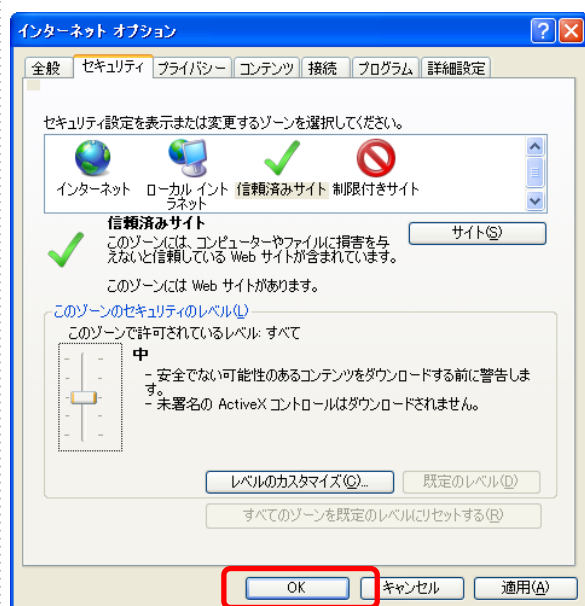 インターネット オプション
全般 セキュリティ プライバシー コンテンツ 接続 プログラム 詳細設定
セキュリティ設定を表示または変更するゾーンを選択してください。
インターネット ローカル イント 信頼済みサイト 制限付きサイト
ラネット
信頼済みサイト
サイト(S)
このゾーンには、コンピューターやファイルに損害を与
えないと信頼している Web サイトが含まれています。
このゾーンには Web サイトがあります。
このゾーンのセキュリティのレベル(L)
このゾーンで許可されているレベル: すべて
中
- 安全でない可能性のあるコンテンツをダウンロードする前に警告しま
す。
- 未署名の ActiveX コントロールはダウンロードされません。
レベルのカスタマイズ(C)... 既定のレベル(D)
すべてのゾーンを既定のレベルにリセットする(R)
OK キャンセル 適用(A)